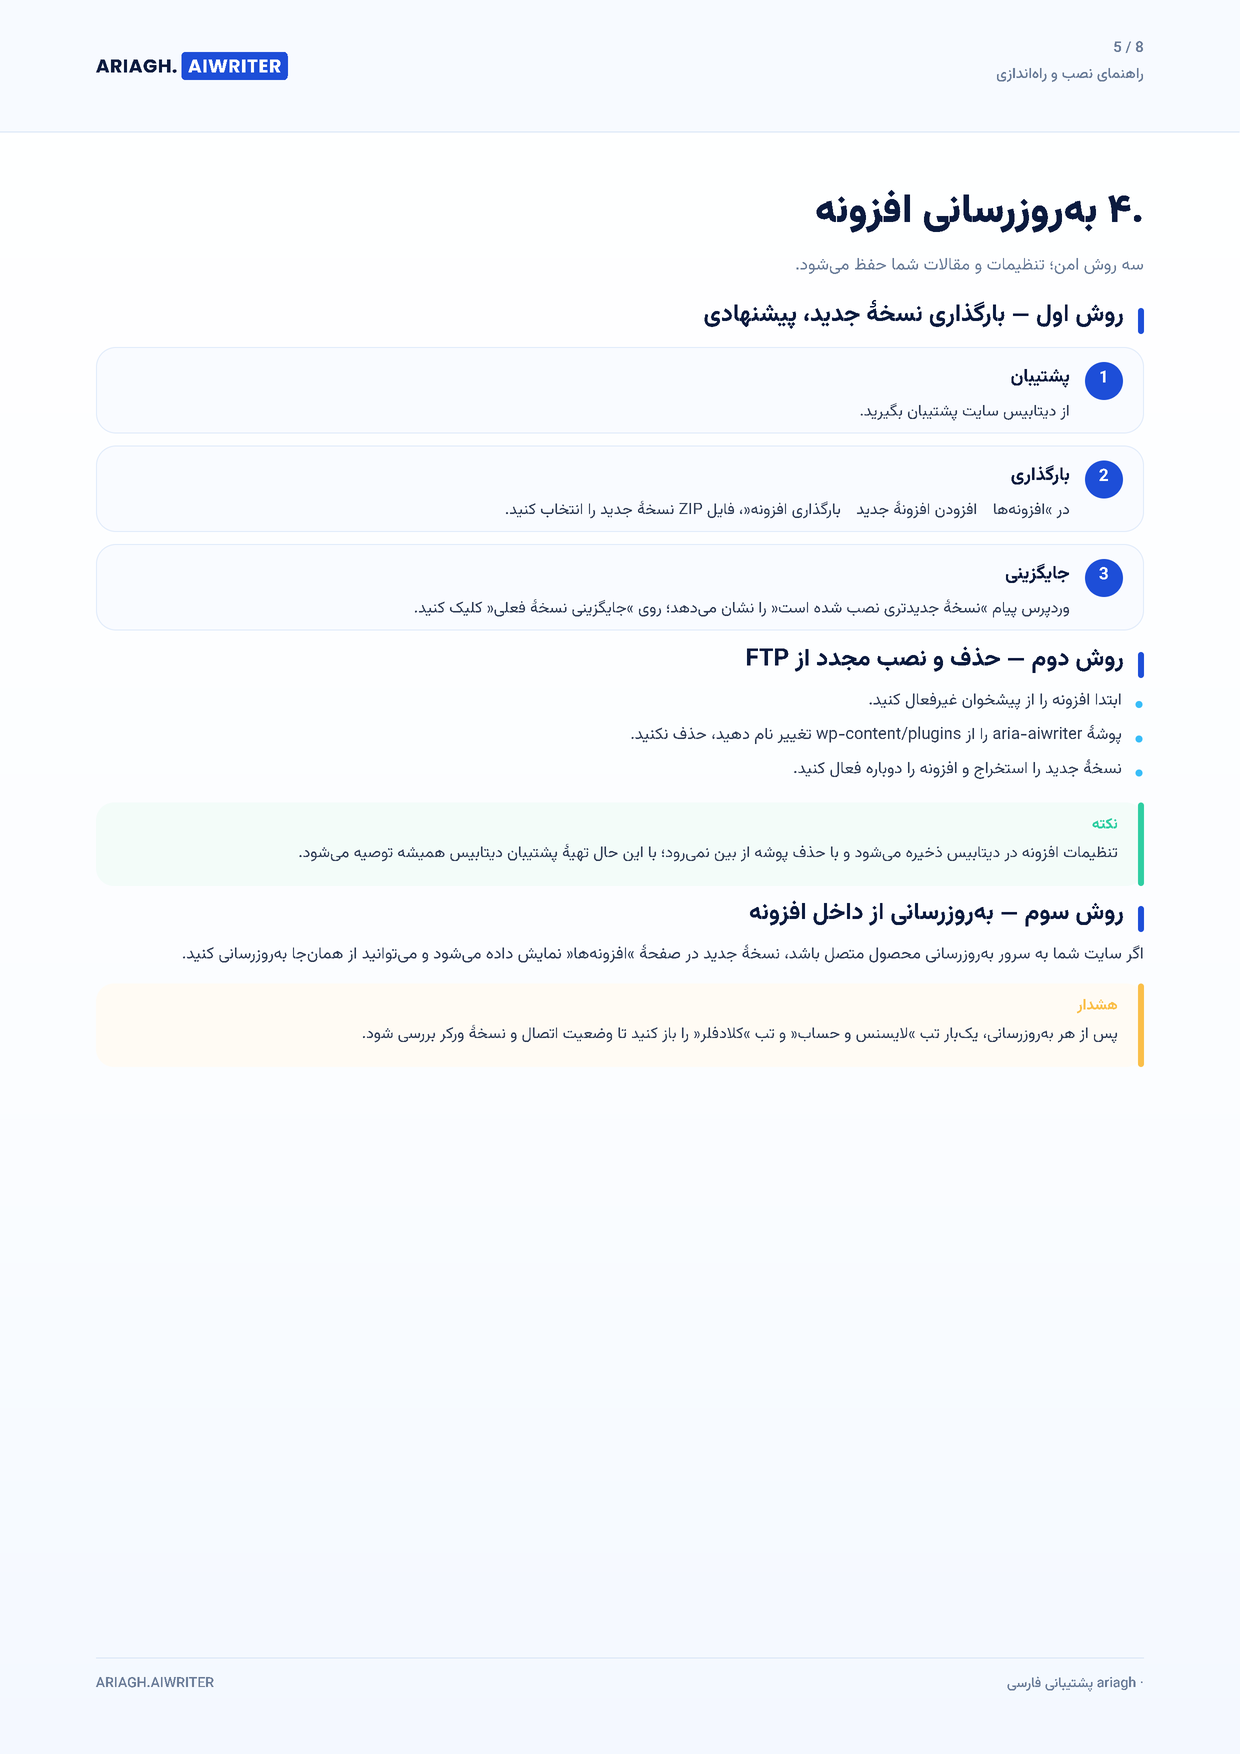 5 / 8
راهنمای نصب و راه‌اندازی
ARIAGH. AIWRITER
۴. به‌روزرسانی افزونه
سه روش امن؛ تنظیمات و مقالات شما حفظ می‌شود.
روش اول — بارگذاری نسخهٔ جدید، پیشنهادی
1
پشتیبان
از دیتابیس سایت پشتیبان بگیرید.
2
بارگذاری
در «افزونه‌ها افزودن افزونهٔ جدید بارگذاری افزونه»، فایل ZIP نسخهٔ جدید را انتخاب کنید.
3
جایگزینی
وردپرس پیام «نسخهٔ جدیدتری نصب شده است» را نشان می‌دهد؛ روی «جایگزینی نسخهٔ فعلی» کلیک کنید.
روش دوم — حذف و نصب مجدد از FTP
ابتدا افزونه را از پیشخوان غیرفعال کنید.
پوشهٔ aria-aiwriter را از wp-content/plugins تغییر نام دهید، حذف نکنید.
نسخهٔ جدید را استخراج و افزونه را دوباره فعال کنید.
نکته
تنظیمات افزونه در دیتابیس ذخیره می‌شود و با حذف پوشه از بین نمی‌رود؛ با این حال تهیهٔ پشتیبان دیتابیس همیشه توصیه می‌شود.
روش سوم — به‌روزرسانی از داخل افزونه
اگر سایت شما به سرور به‌روزرسانی محصول متصل باشد، نسخهٔ جدید در صفحهٔ «افزونه‌ها» نمایش داده می‌شود و می‌توانید از همان‌جا به‌روزرسانی کنید.
هشدار
پس از هر به‌روزرسانی، یک‌بار تب «لایسنس و حساب» و تب «کلادفلر» را باز کنید تا وضعیت اتصال و نسخهٔ ورکر بررسی شود.
· ariagh پشتیبانی فارسی
ARIAGH.AIWRITER